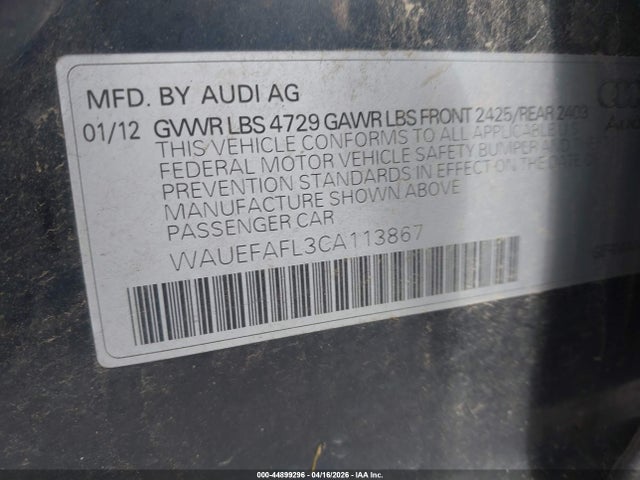 MFD. BY AUDI AG
01/12 GVWR LBS 4729 GAWR LBS FRONT 2425/REAR 2403
THIS VEHICLE CONFORMS TO ALL APPLICABLE U.S.
FEDERAL MOTOR VEHICLE SAFETY BUMPER AND THEFT
PREVENTION STANDARDS IN EFFECT ON THE DATE OF
MANUFACTURE SHOWN ABOVE
PASSENGER CAR
WAUEFAFL3CA113867
000-44899296 - 04/16/2026 - IAA Inc.